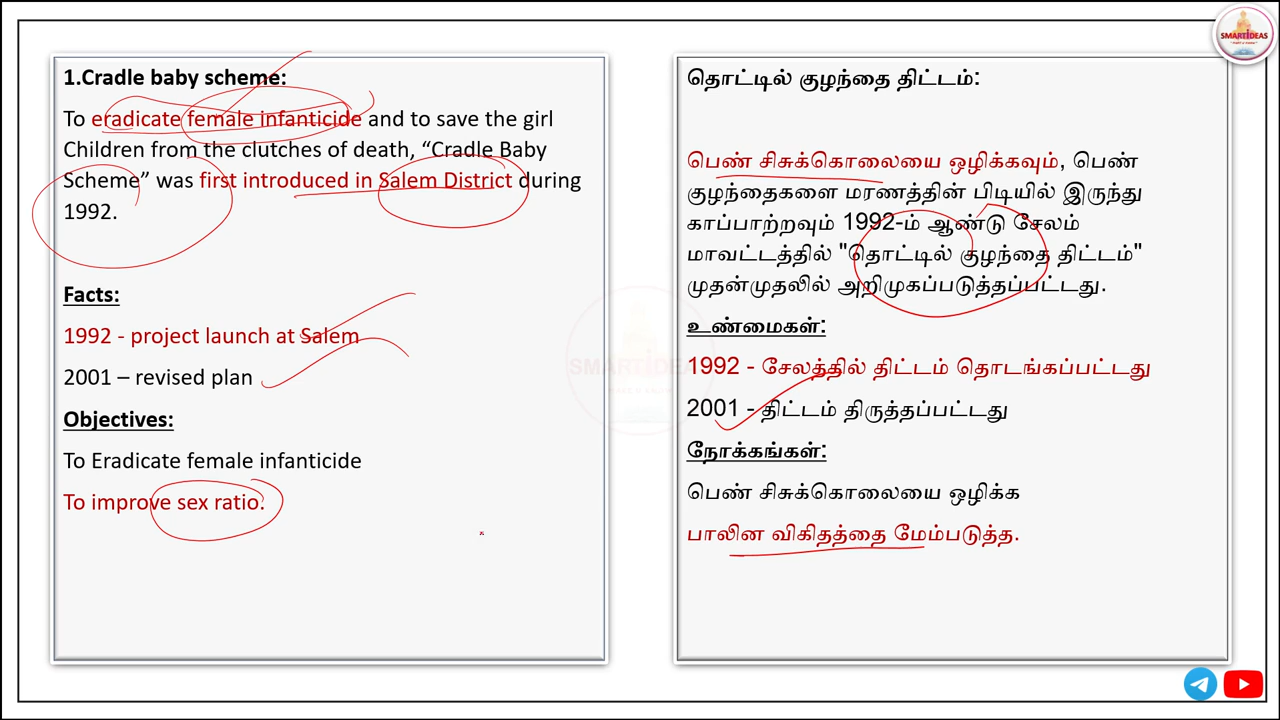 SMARTIDEAS
1.Cradle baby scheme:
To eradicate female infanticide and to save the girl
Children from the clutches of death, “Cradle Baby
Scheme” was first introduced in Salem District during
1992.
Facts:
1992 - project launch at Salem
2001 – revised plan
Objectives:
To Eradicate female infanticide
To improve sex ratio.
தொட்டில் குழந்தை திட்டம்:
பெண் சிசுக்கொலையை ஒழிக்கவும், பெண்
குழந்தைகளை மரணத்தின் பிடியில் இருந்து
காப்பாற்றவும் 1992-ம் ஆண்டு சேலம்
மாவட்டத்தில் "தொட்டில் குழந்தை திட்டம்"
முதன்முதலில் அறிமுகப்படுத்தப்பட்டது.
உண்மைகள்:
1992 - சேலத்தில் திட்டம் தொடங்கப்பட்டது
2001 - திட்டம் திருத்தப்பட்டது
நோக்கங்கள்:
பெண் சிசுக்கொலையை ஒழிக்க
பாலின விகிதத்தை மேம்படுத்த.